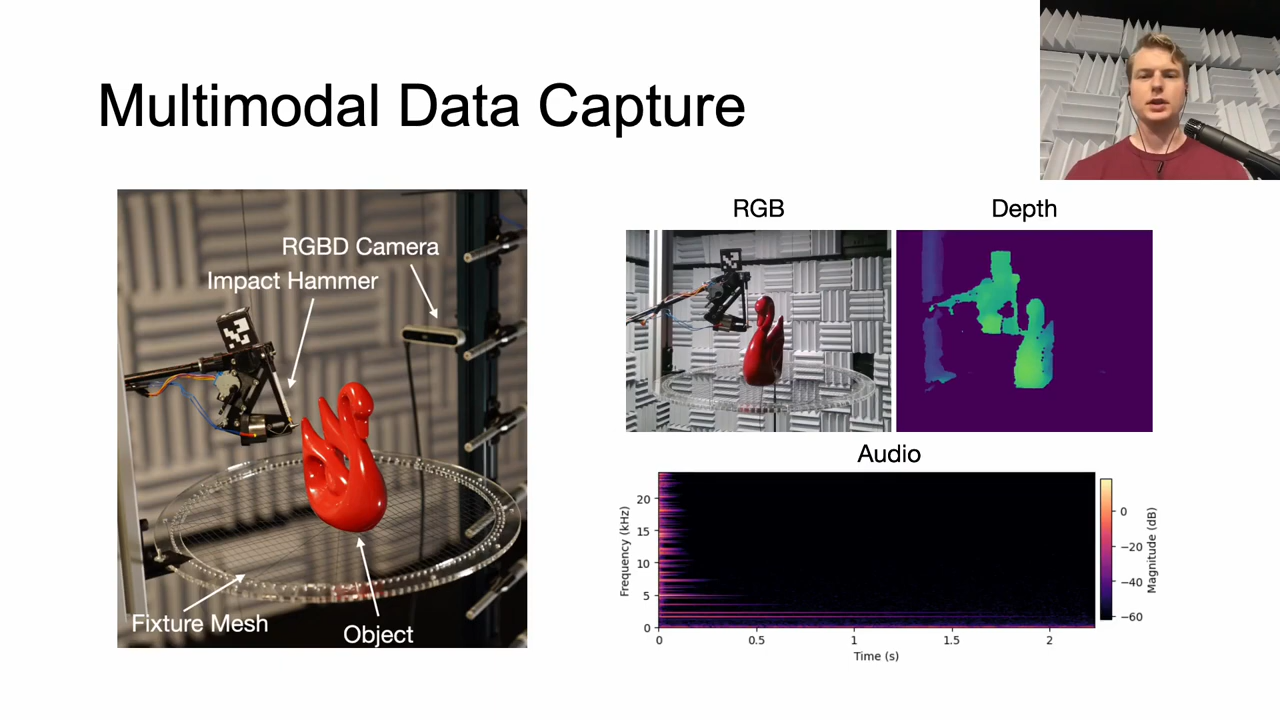 Multimodal Data Capture
RGBD Camera
Impact Hammer
Fixture Mesh
Object
RGB
Depth
Audio
Frequency (kHz)
20
15
10
5
0
0
0.5
1
1.5
2
Time (s)
0
−20
−40
−60
Magnitude (dB)